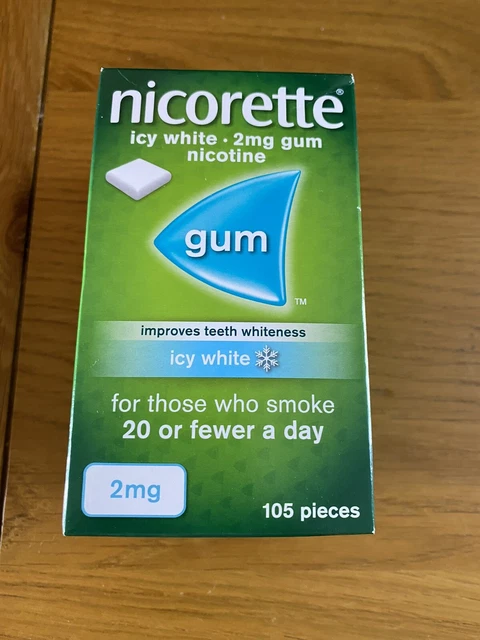 nicorette®
icy white · 2mg gum
nicotine
gum
™
improves teeth whiteness
icy white
for those who smoke
20 or fewer a day
2mg
105 pieces